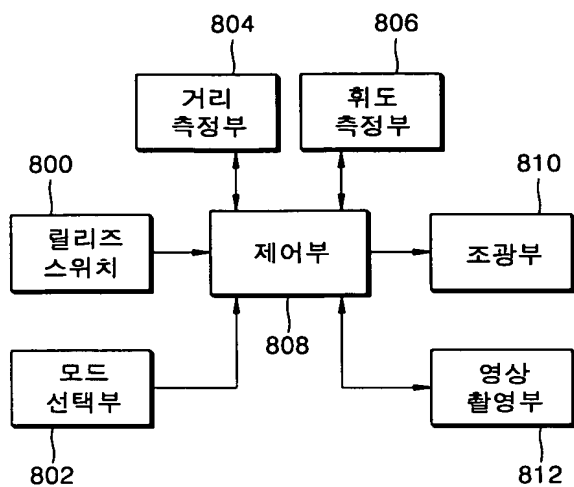 804
806
거리
측정부
휘도
측정부
800
810
릴리즈
스위치
제어부
조광부
808
모드
선택부
영상
촬영부
802
812